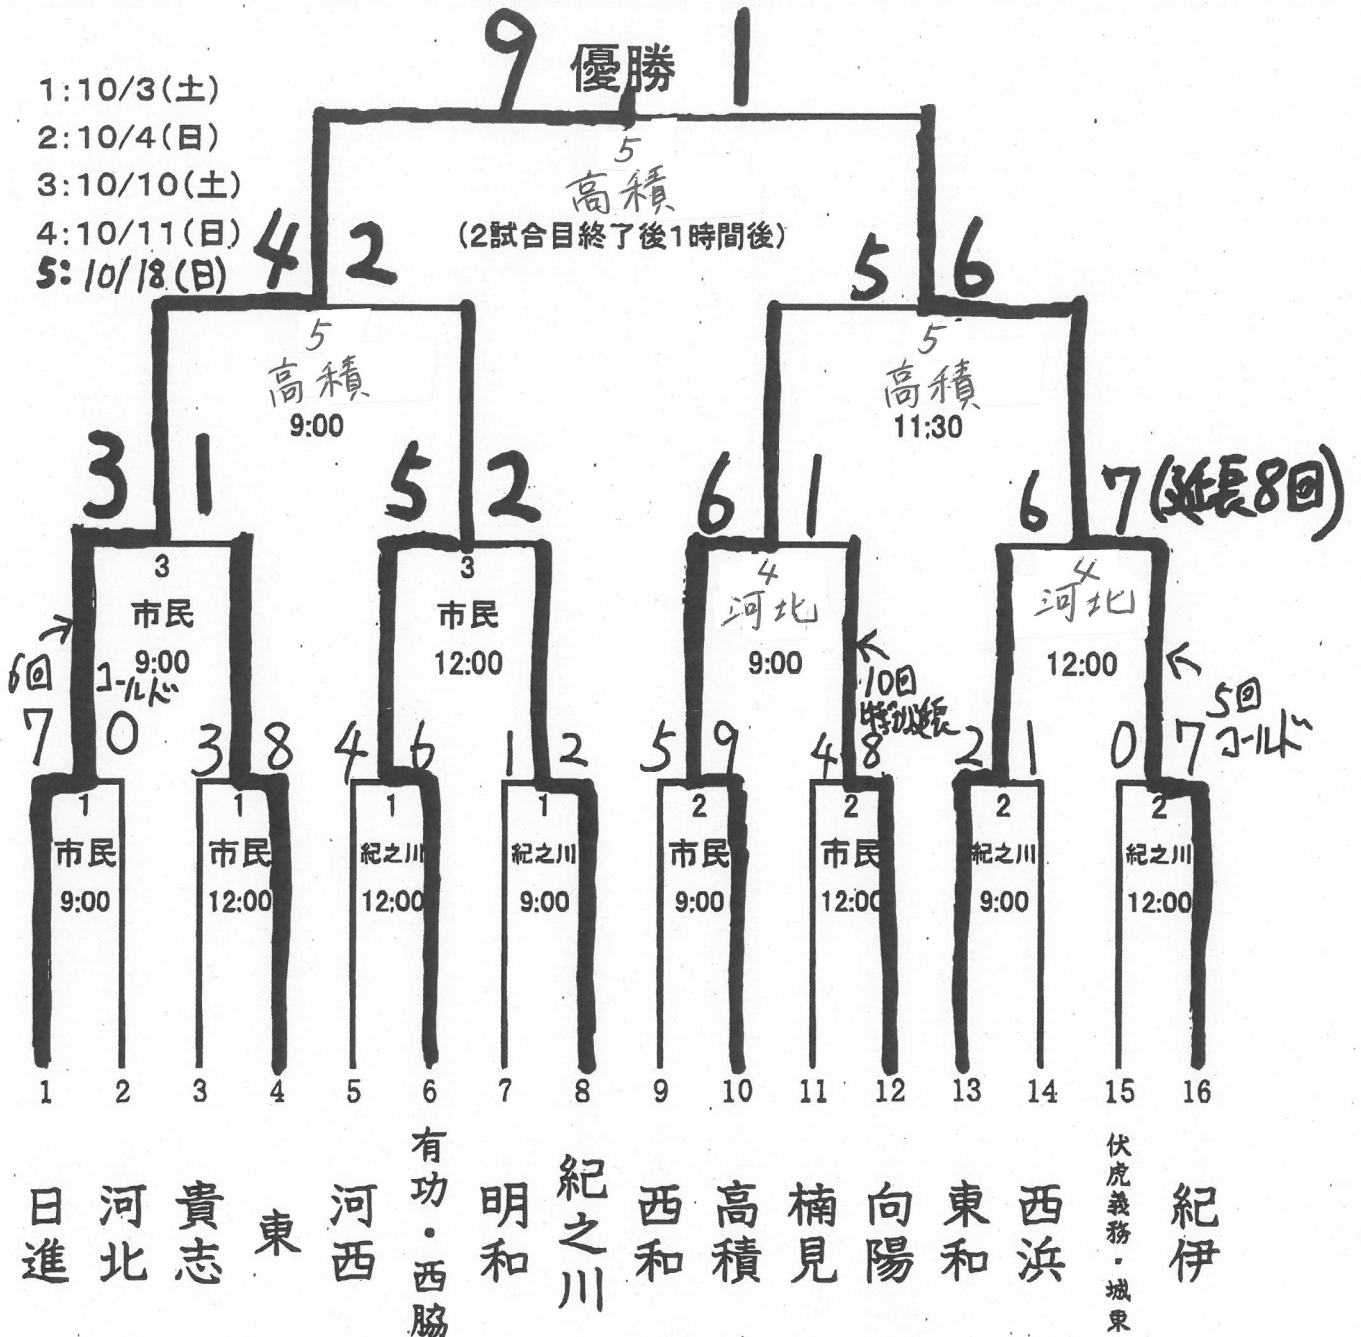 9 優勝 1
1:10/3(土)
2:10/4(日)
3:10/10(土)
4:10/11(日)
5:10/18(日)
5
高積
(2試合目終了後1時間後)
4 2
5 6
5
高積
9:00
5
高積
11:30
3 1
5 2
6 1
6 7(延長8回)
3
市民
9:00
3
市民
12:00
4
河北
9:00
4
河北
12:00
6回
コールド
10回
特別延長
5回
コールド
7 0
3 8
4 6
1 2
5 9
4 8
2 1
0 7
1
市民
9:00
1
市民
12:00
1
紀之川
12:00
1
紀之川
9:00
2
市民
9:00
2
市民
12:00
2
紀之川
9:00
2
紀之川
12:00
1 2 3 4 5 6 7 8 9 10 11 12 13 14 15 16
日進
河北
貴志
東
河西
有功・西脇
明和
紀之川
西和
高積
楠見
向陽
東和
西浜
伏虎義務・城東
紀伊